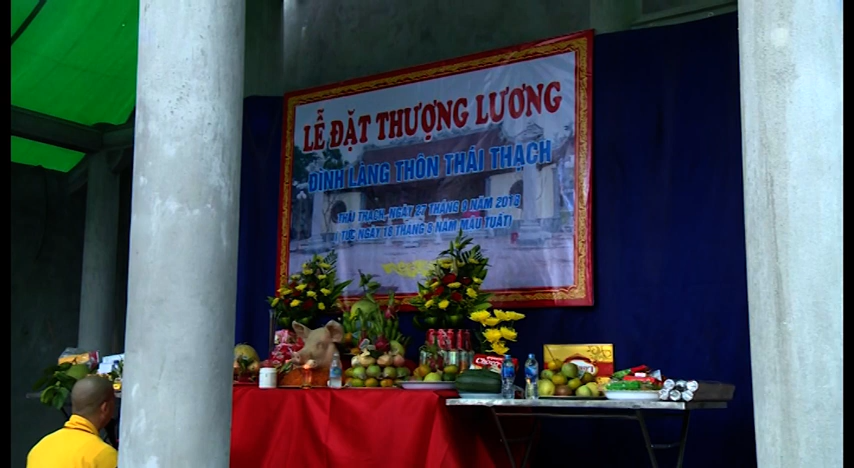 LỄ ĐẶT THƯỢNG LƯƠNG
ĐÌNH LÀNG THÔN THÁI THẠCH
THÁI THẠCH, NGÀY 27 THÁNG 9 NĂM 2018
( TỨC NGÀY 18 THÁNG 8 NĂM MẬU TUẤT)